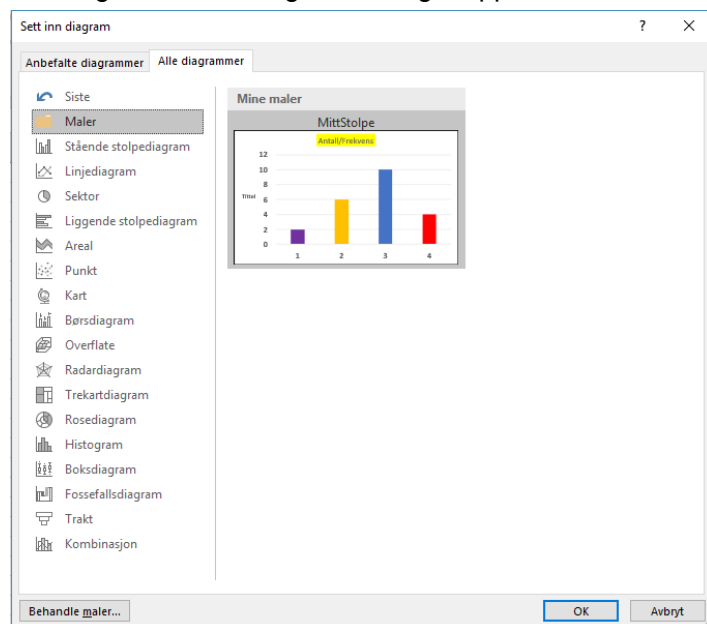 Sett inn diagram
?
Anbefalte diagrammer
Alle diagrammer
Siste
Maler
Stående stolpediagram
Linjediagram
Sektor
Liggende stolpediagram
Areal
Punkt
Kart
Børsdiagram
Overflate
Radardiagram
Trekartdiagram
Rosediagram
Histogram
Boksdiagram
Fossefallsdiagram
Trakt
Kombinasjon
Mine maler
MittStolpe
Antall/Frekvens
12
10
8
Tittel
6
4
2
0
1 2 3 4
Behandle maler...
OK
Avbryt